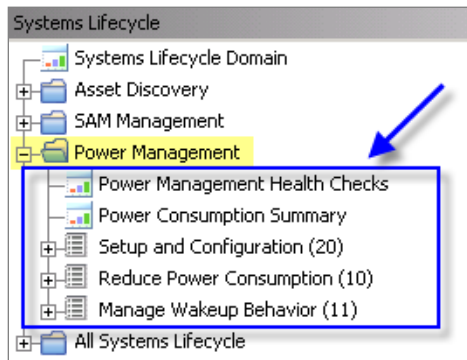 Systems Lifecycle
Systems Lifecycle Domain
Asset Discovery
SAM Management
Power Management
Power Management Health Checks
Power Consumption Summary
Setup and Configuration (20)
Reduce Power Consumption (10)
Manage Wakeup Behavior (11)
All Systems Lifecycle